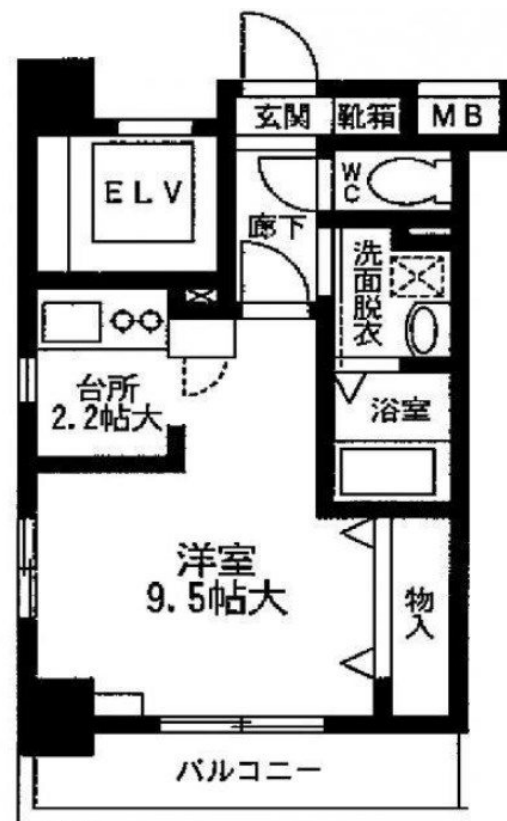 玄関
靴箱
MB
ELV
WC
廊下
洗面脱衣
台所
2.2帖大
浴室
洋室
9.5帖大
物入
バルコニー